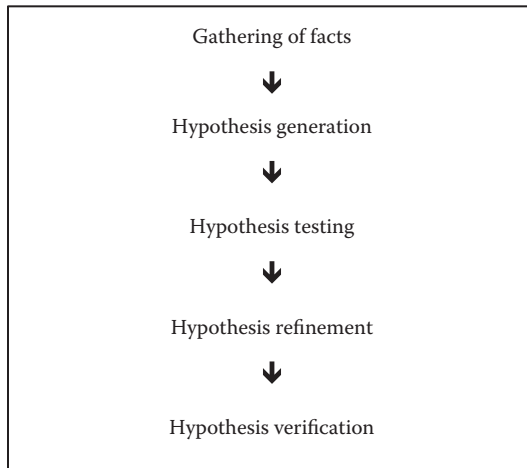 Gathering of facts
Hypothesis generation
Hypothesis testing
Hypothesis refinement
Hypothesis verification